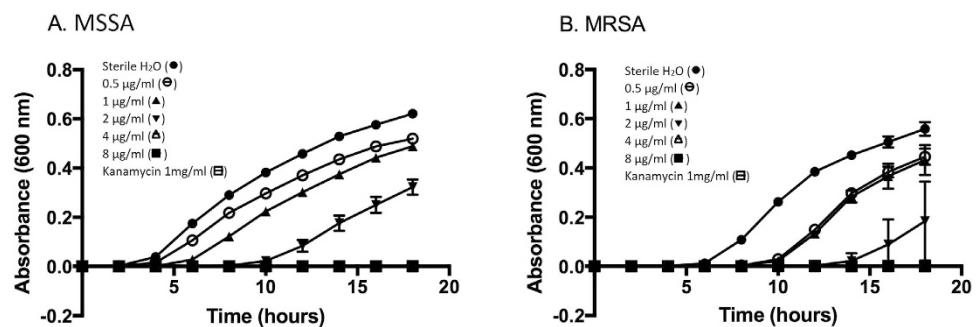 A. MSSA
Sterile H₂O (●)
0.5 µg/ml (⊖)
1 µg/ml (▲)
2 µg/ml (▼)
4 µg/ml (△)
8 µg/ml (■)
Kanamycin 1mg/ml (⊟)
Absorbance (600 nm)
0.8
0.6
0.4
0.2
0.0
-0.2
5
10
15
20
Time (hours)
B. MRSA
Sterile H₂O (●)
0.5 µg/ml (⊖)
1 µg/ml (▲)
2 µg/ml (▼)
4 µg/ml (△)
8 µg/ml (■)
Kanamycin 1mg/ml (⊟)
Absorbance (600 nm)
0.8
0.6
0.4
0.2
0.0
-0.2
5
10
15
20
Time (hours)